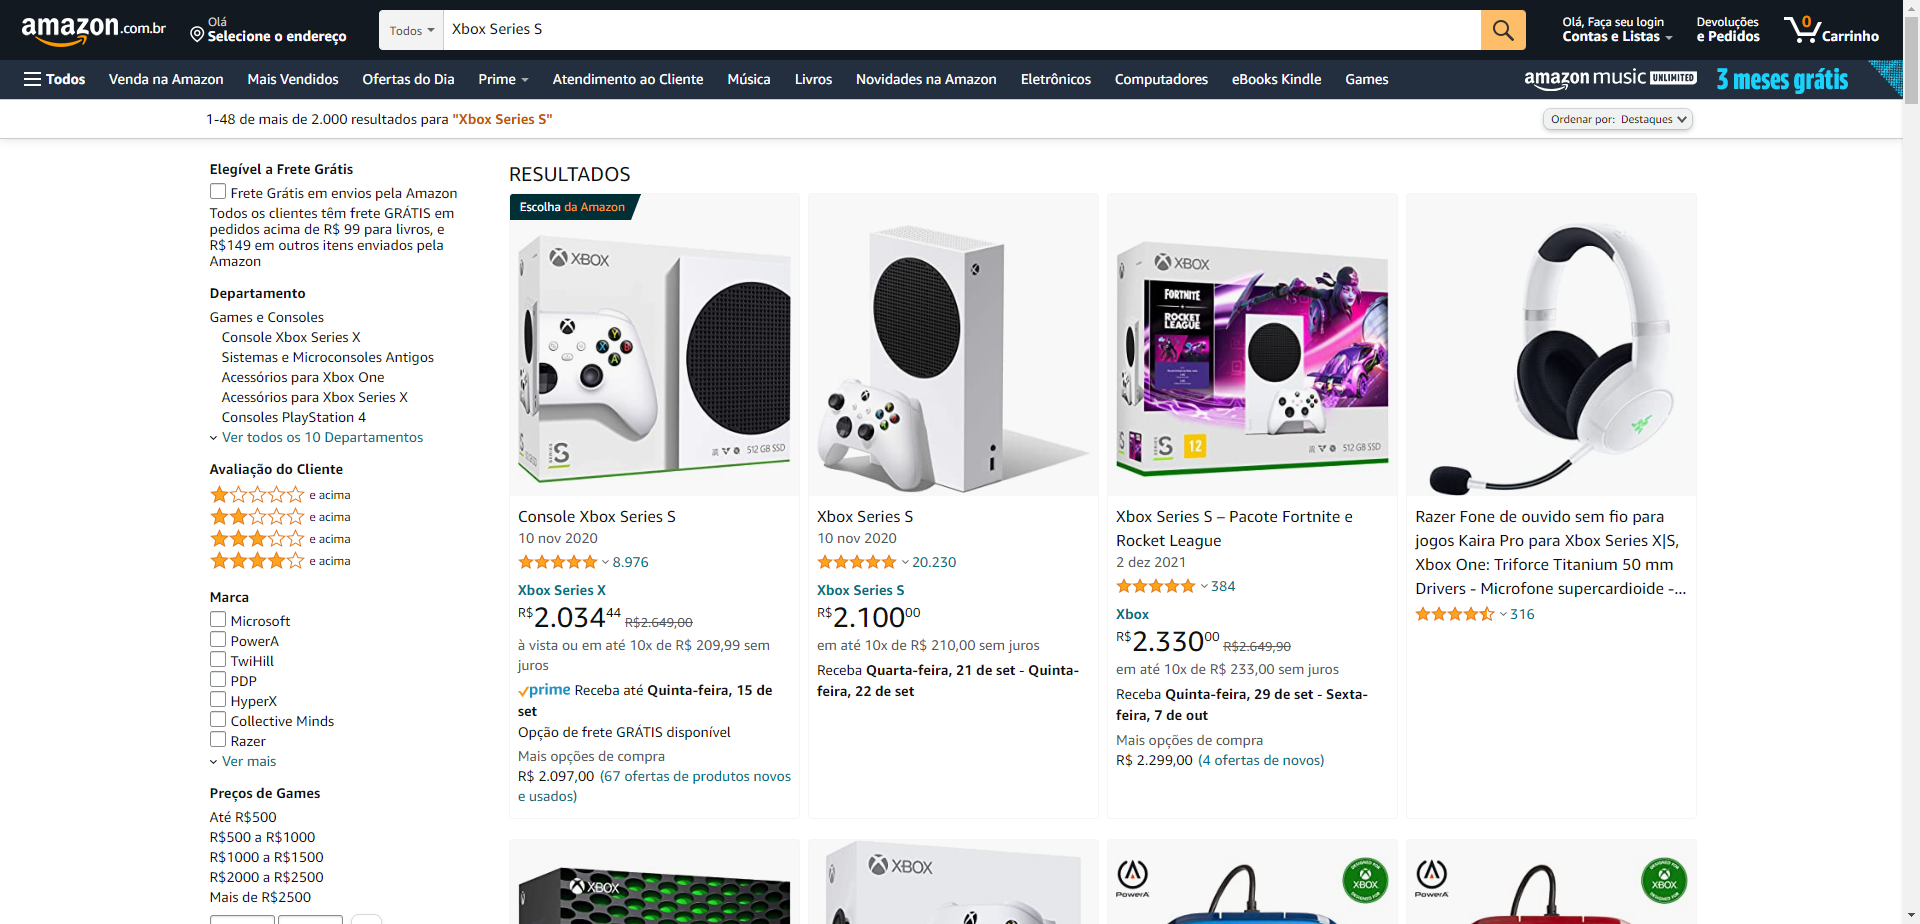 amazon.com.br
Olá
Selecione o endereço
Todos
Xbox Series S
Olá, Faça seu login
Contas e Listas
Devoluções
e Pedidos
0
Carrinho
Todos
Venda na Amazon
Mais Vendidos
Ofertas do Dia
Prime
Atendimento ao Cliente
Música
Livros
Novidades na Amazon
Eletrônicos
Computadores
eBooks Kindle
Games
amazon music UNLIMITED
3 meses grátis
1-48 de mais de 2.000 resultados para "Xbox Series S"
Ordenar por: Destaques
Elegível a Frete Grátis
Frete Grátis em envios pela Amazon
Todos os clientes têm frete GRÁTIS em
pedidos acima de R$ 99 para livros, e
R$149 em outros itens enviados pela
Amazon
Departamento
Games e Consoles
Console Xbox Series X
Sistemas e Microconsoles Antigos
Acessórios para Xbox One
Acessórios para Xbox Series X
Consoles PlayStation 4
Ver todos os 10 Departamentos
Avaliação do Cliente
e acima
e acima
e acima
e acima
Marca
Microsoft
PowerA
TwiHill
PDP
HyperX
Collective Minds
Razer
Ver mais
Preços de Games
Até R$500
R$500 a R$1000
R$1000 a R$1500
R$2000 a R$2500
Mais de R$2500
RESULTADOS
Escolha da Amazon
XBOX
Y
X
B
A
SERIES S
512 GB SSD
Console Xbox Series S
10 nov 2020
8.976
Xbox Series X
R$2.03444 R$2.649,00
à vista ou em até 10x de R$ 209,99 sem
juros
prime Receba até Quinta-feira, 15 de
set
Opção de frete GRÁTIS disponível
Mais opções de compra
R$ 2.097,00 (67 ofertas de produtos novos
e usados)
Xbox Series S
10 nov 2020
20.230
Xbox Series S
R$2.10000
em até 10x de R$ 210,00 sem juros
Receba Quarta-feira, 21 de set - Quinta-
feira, 22 de set
XBOX
FORTNITE
+
ROCKET
LEAGUE
SERIES S
12
512 GB SSD
Xbox Series S – Pacote Fortnite e
Rocket League
2 dez 2021
384
Xbox
R$2.33000 R$2.649,90
em até 10x de R$ 233,00 sem juros
Receba Quinta-feira, 29 de set - Sexta-
feira, 7 de out
Mais opções de compra
R$ 2.299,00 (4 ofertas de novos)
Razer Fone de ouvido sem fio para
jogos Kaira Pro para Xbox Series X|S,
Xbox One: Triforce Titanium 50 mm
Drivers - Microfone supercardioide -...
316
XBOX
XBOX
POWERA
DESIGNED FOR
XBOX
POWERA
DESIGNED FOR
XBOX